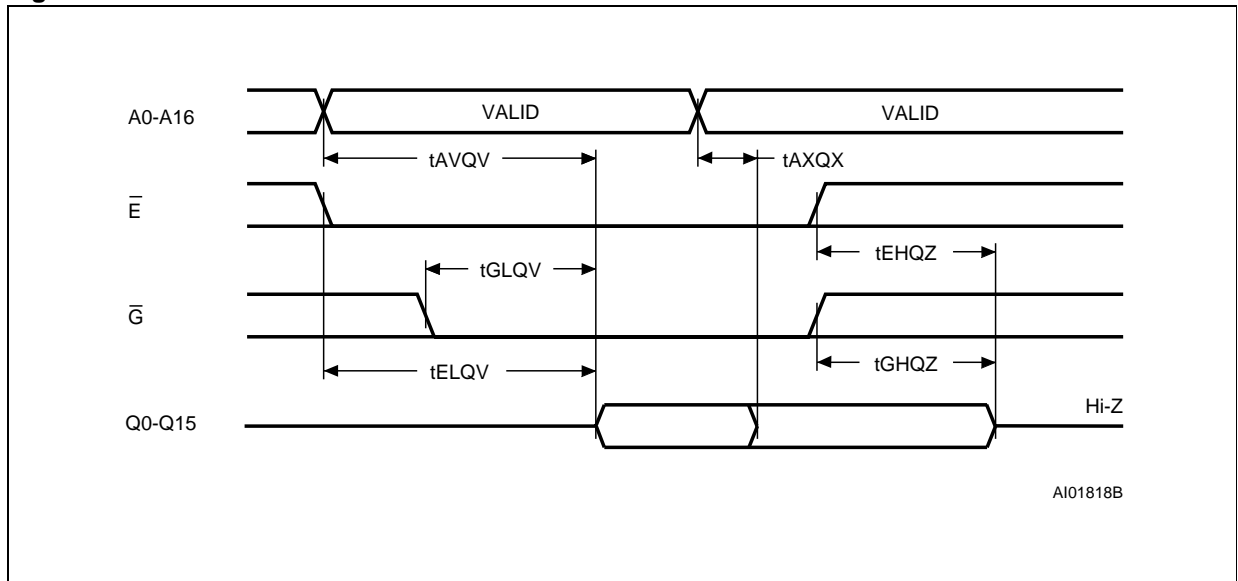 A0-A16
VALID
VALID
tAVQV
tAXQX
E̅
tEHQZ
tGLQV
G̅
tELQV
tGHQZ
Q0-Q15
Hi-Z
AI01818B